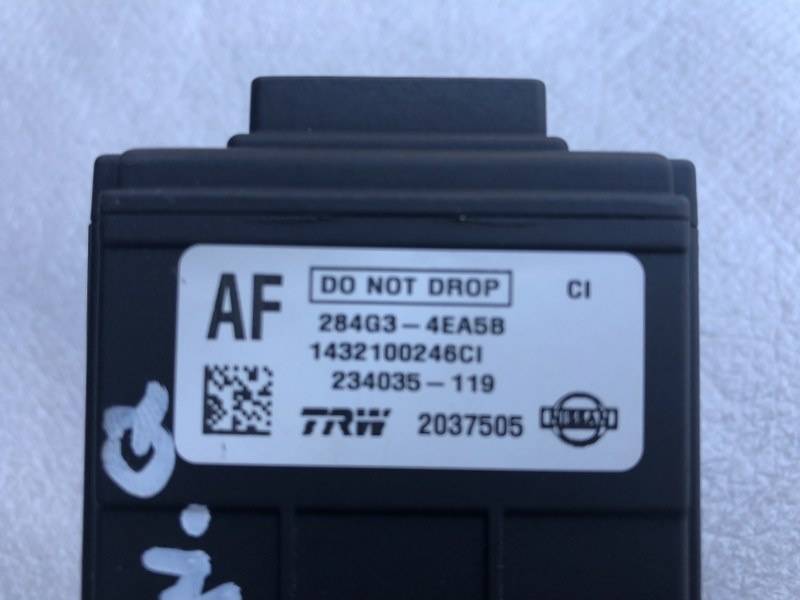 AF
DO NOT DROP
CI
284G3-4EA5B
1432100246CI
234035-119
TRW 2037505 NISSAN